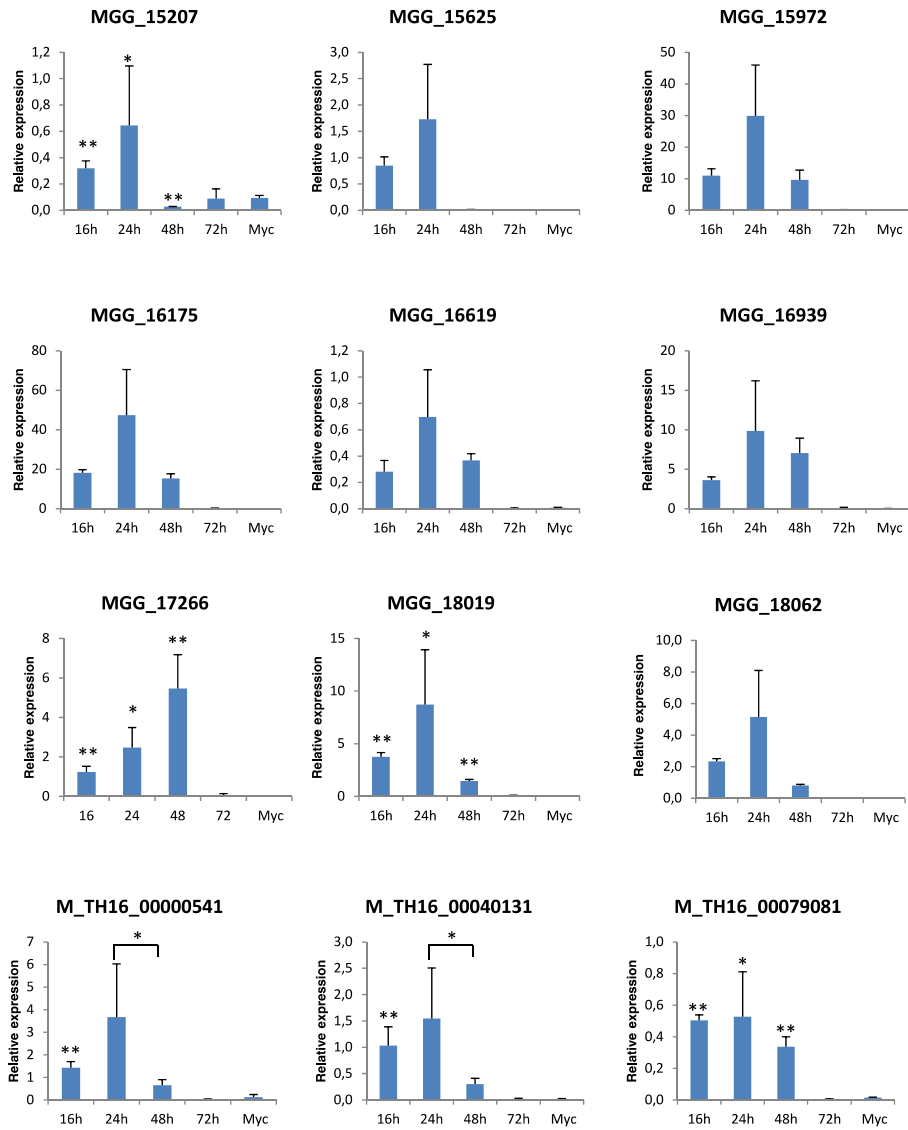 MGG_15207
MGG_15625
MGG_15972
Relative expression
1,2
1,0
0,8
0,6
0,4
0,2
0,0
**
*
**
16h 24h 48h 72h Myc
Relative expression
3,0
2,5
2,0
1,5
1,0
0,5
0,0
16h 24h 48h 72h Myc
Relative expression
50
40
30
20
10
0
16h 24h 48h 72h Myc
MGG_16175
MGG_16619
MGG_16939
Relative expression
80
60
40
20
0
16h 24h 48h 72h Myc
Relative expression
1,2
1,0
0,8
0,6
0,4
0,2
0,0
16h 24h 48h 72h Myc
Relative expression
20
15
10
5
0
16h 24h 48h 72h Myc
MGG_17266
MGG_18019
MGG_18062
Relative expression
8
6
4
2
0
**
*
**
16 24 48 72 Myc
Relative expression
15
10
5
0
**
*
**
16h 24h 48h 72h Myc
Relative expression
10,0
8,0
6,0
4,0
2,0
0,0
16h 24h 48h 72h Myc
M_TH16_00000541
M_TH16_00040131
M_TH16_00079081
Relative expression
7
6
5
4
3
2
1
0
**
*
16h 24h 48h 72h Myc
Relative expression
3,0
2,5
2,0
1,5
1,0
0,5
0,0
**
*
16h 24h 48h 72h Myc
Relative expression
1,0
0,8
0,6
0,4
0,2
0,0
**
*
**
16h 24h 48h 72h Myc